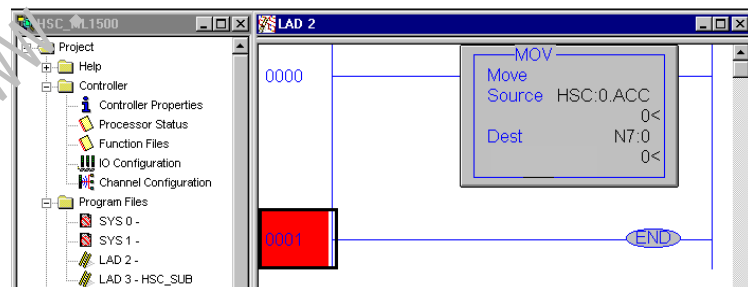 HSC_ML1500
Project
Help
Controller
Controller Properties
Processor Status
Function Files
IO Configuration
Channel Configuration
Program Files
SYS 0 -
SYS 1 -
LAD 2 -
LAD 3 - HSC_SUB
LAD 2
0000
MOV
Move
Source HSC:0.ACC
0<
Dest N7:0
0<
0001
END